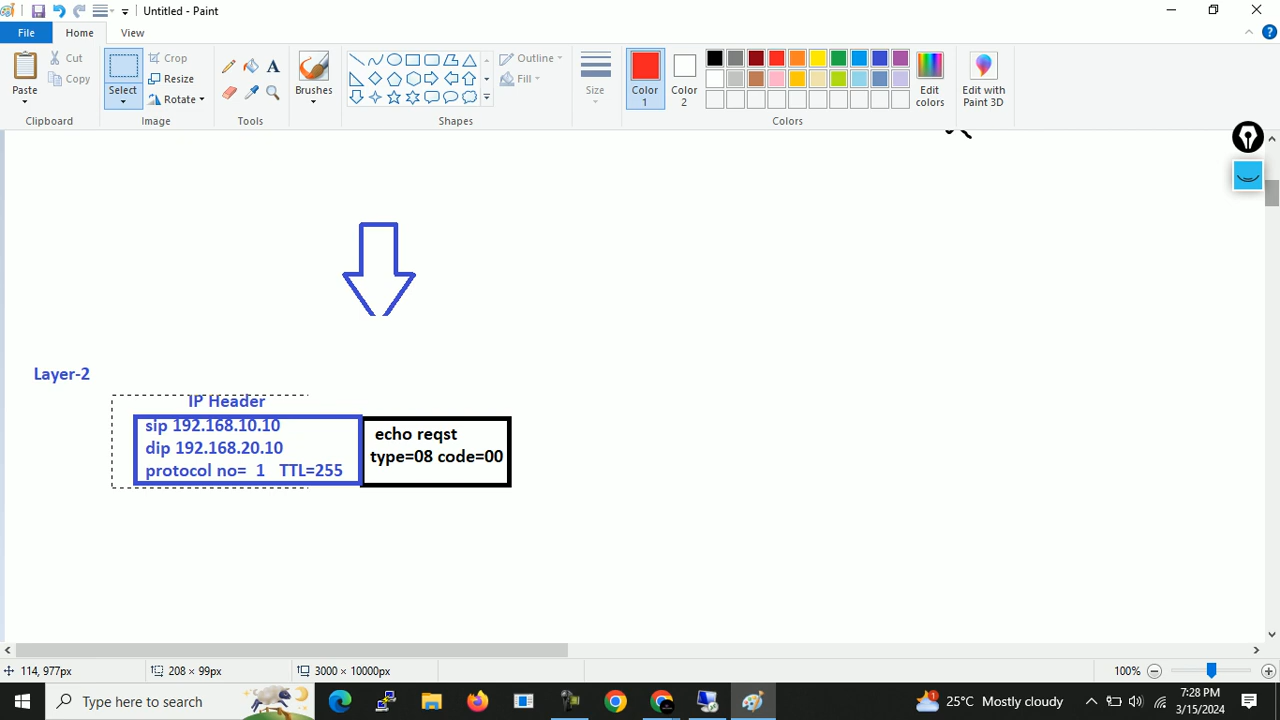 Untitled - Paint
File
Home
View
Paste
Cut
Copy
Clipboard
Select
Crop
Resize
Rotate
Image
A
Tools
Brushes
Outline
Fill
Shapes
Size
Color 1
Color 2
Edit colors
Edit with Paint 3D
Colors
Layer-2
IP Header
sip 192.168.10.10
dip 192.168.20.10
protocol no= 1 TTL=255
echo reqst
type=08 code=00
114, 977px
208 × 99px
3000 × 10000px
100%
Type here to search
1
25°C Mostly cloudy
7:28 PM
3/15/2024